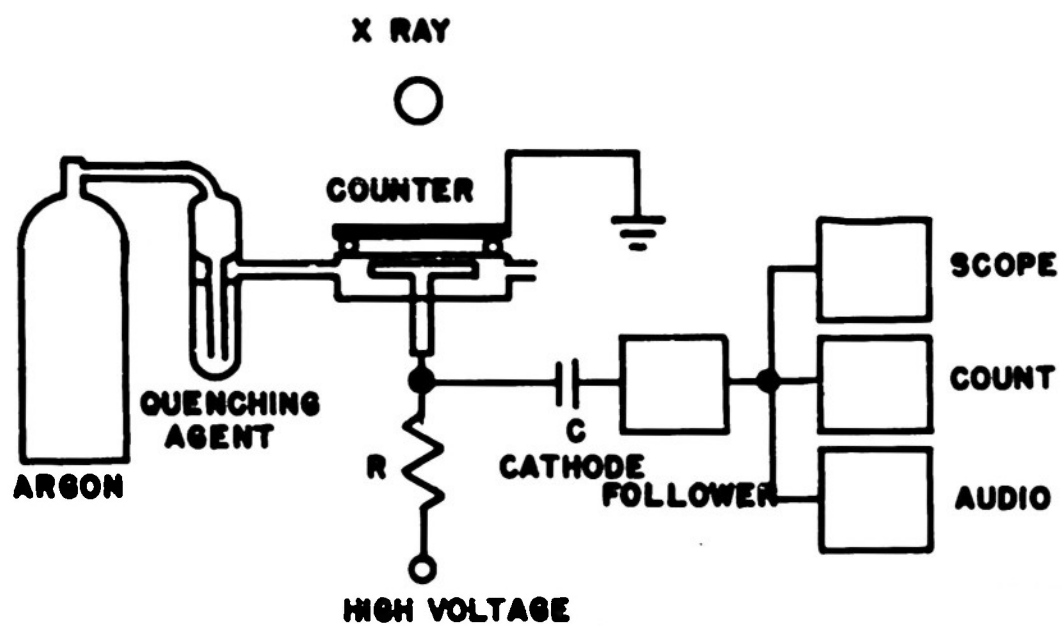 X RAY
COUNTER
SCOPE
COUNT
QUENCHING
AGENT
C
R
CATHODE
FOLLOWER
ARGON
AUDIO
HIGH VOLTAGE